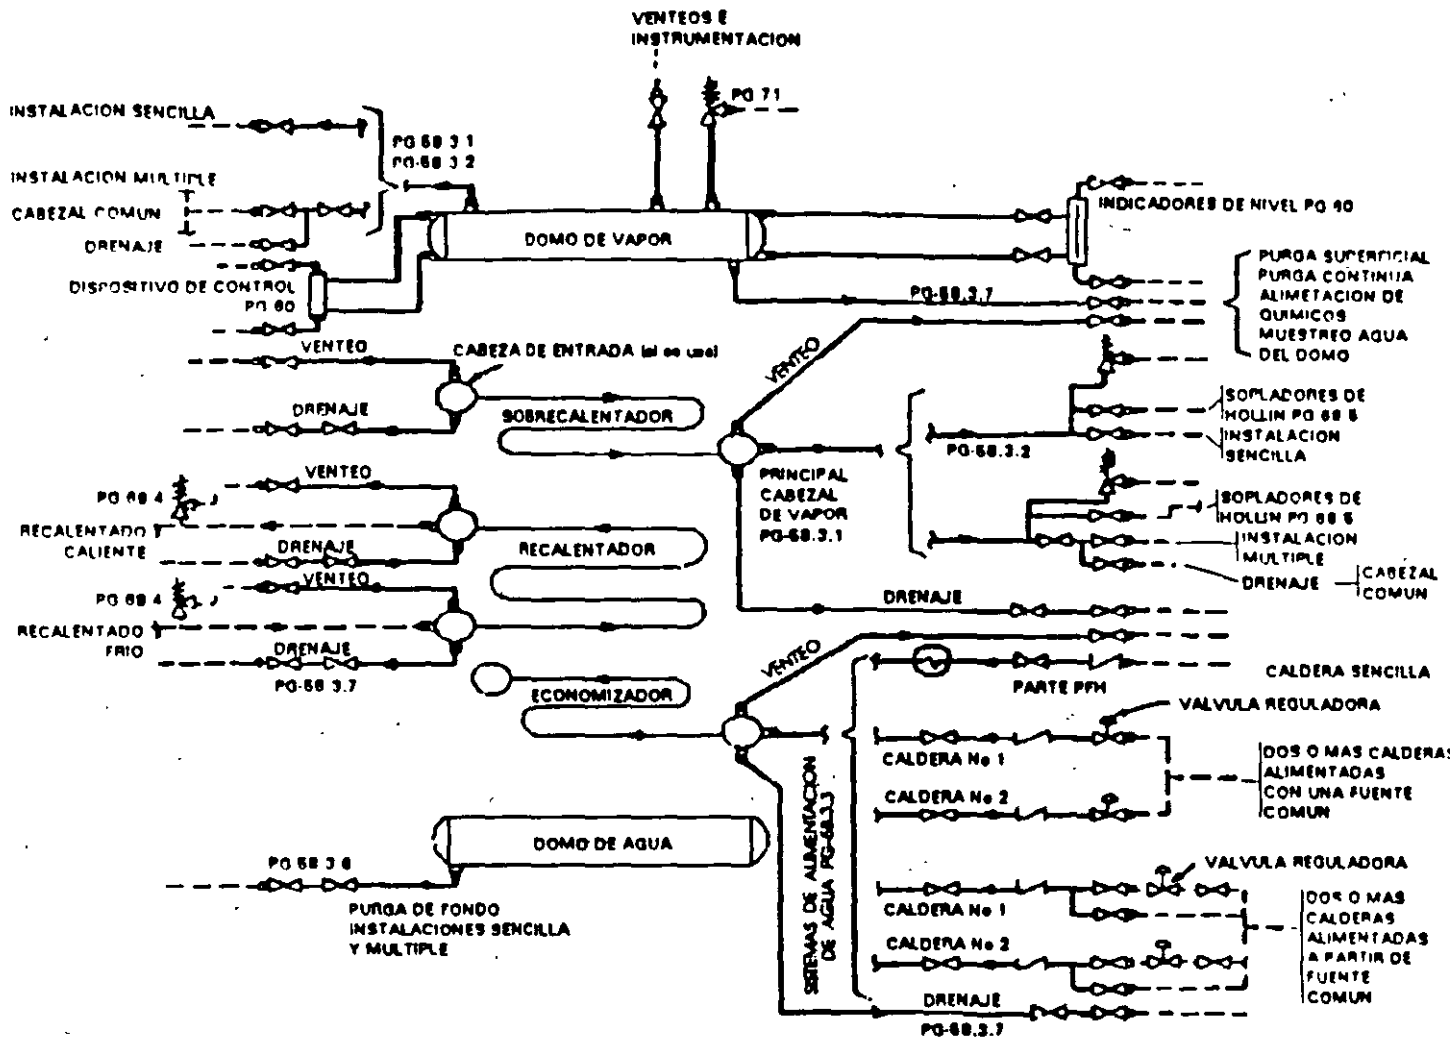 VENTEOS E
INSTRUMENTACION
PG 71
INSTALACION SENCILLA
PG-68 3 1
PG-68 3 2
INSTALACION MULTIPLE
CABEZAL COMUN
DRENAJE
DOMO DE VAPOR
INDICADORES DE NIVEL PG 60
DISPOSITIVO DE CONTROL
PG 60
PG-68.3.7
PURGA SUPERFICIAL
PURGA CONTINUA
ALIMETACION DE
QUIMICOS
MUESTREO AGUA
DEL DOMO
VENTEO
CABEZA DE ENTRADA (si se usa)
VENTEO
DRENAJE
SOBRECALENTADOR
SOPLADORES DE
HOLLIN PG 68 5
INSTALACION
SENCILLA
PG-68.3.2
PRINCIPAL
CABEZAL
DE VAPOR
PG-68.3.1
VENTEO
PG 68 4
RECALENTADO
CALIENTE
DRENAJE
RECALENTADOR
SOPLADORES DE
HOLLIN PG 68 5
INSTALACION
MULTIPLE
DRENAJE
CABEZAL
COMUN
VENTEO
PG 68 4
RECALENTADO
FRIO
DRENAJE
PG-68 3.7
DRENAJE
VENTEO
ECONOMIZADOR
PARTE PFH
CALDERA SENCILLA
VALVULA REGULADORA
CALDERA No 1
CALDERA No 2
DOS O MAS CALDERAS
ALIMENTADAS
CON UNA FUENTE
COMUN
SISTEMAS DE ALIMENTACION
DE AGUA PG-68.3.3
DOMO DE AGUA
PG 68 3 6
PURGA DE FONDO
INSTALACIONES SENCILLA
Y MULTIPLE
VALVULA REGULADORA
CALDERA No 1
CALDERA No 2
DOS O MAS
CALDERAS
ALIMENTADAS
A PARTIR DE
FUENTE
COMUN
DRENAJE
PG-68.3.7